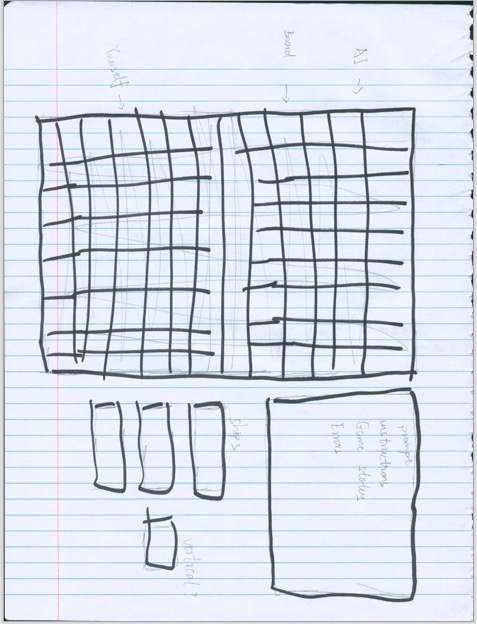 AI →
Board →
Yourself →
prompt
instructions
Game status
Errors
ships
vertical?